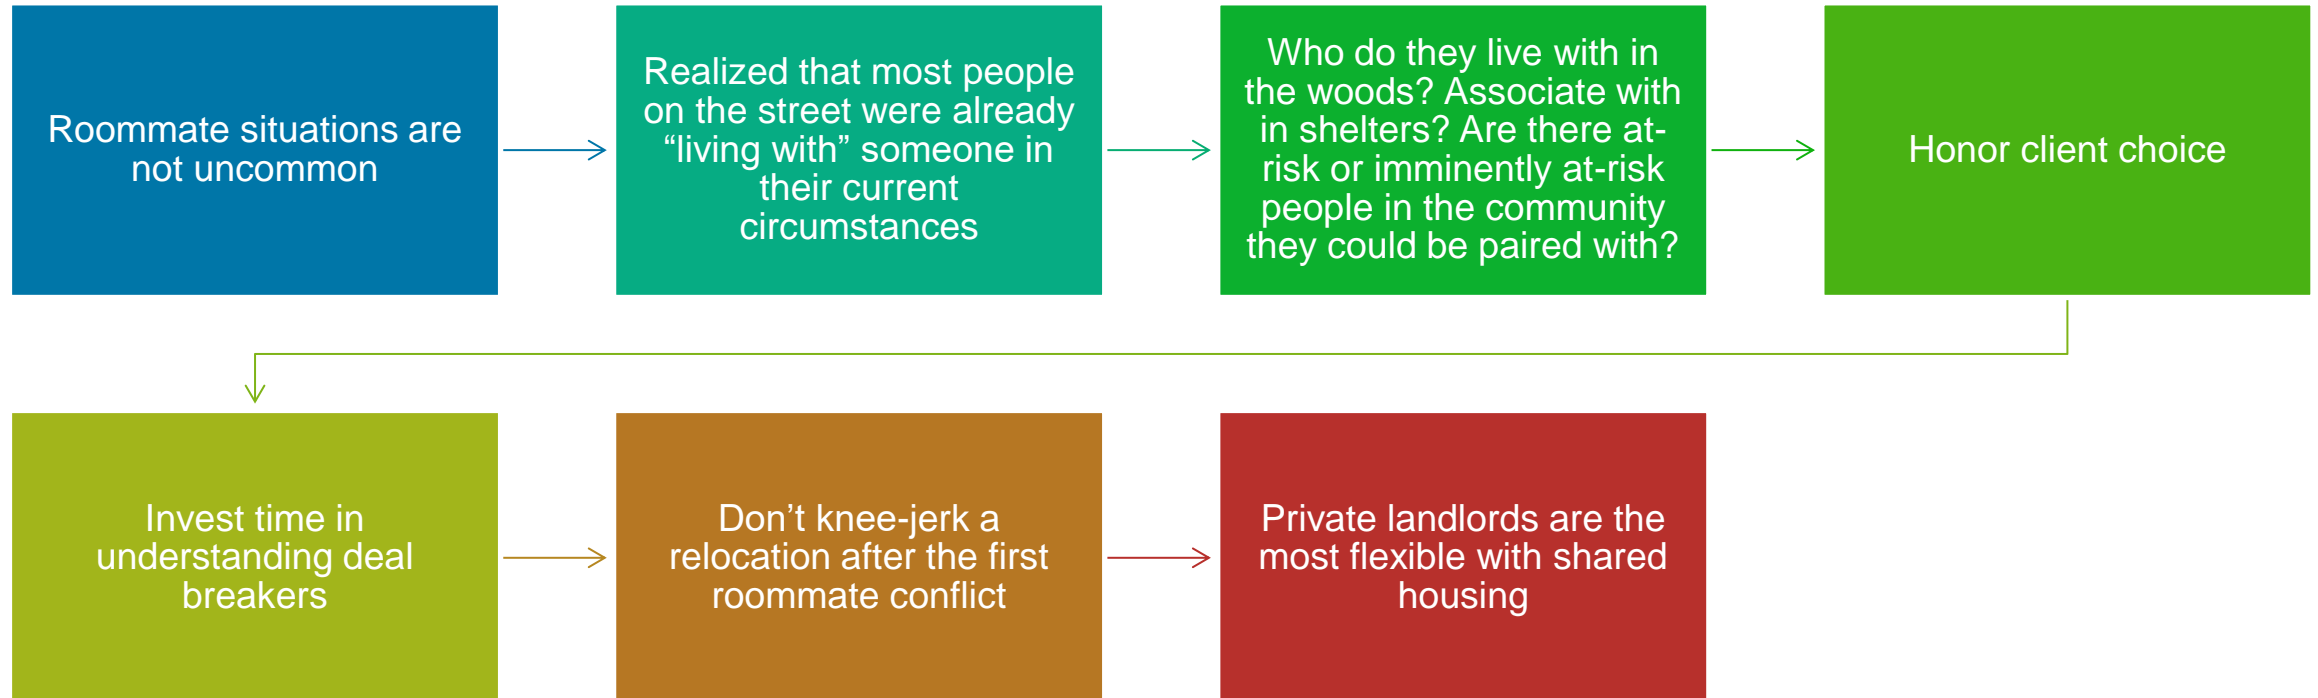 Roommate situations are
not uncommon
Realized that most people
on the street were already
“living with” someone in
their current
circumstances
Who do they live with in
the woods? Associate with
in shelters? Are there at-
risk or imminently at-risk
people in the community
they could be paired with?
Honor client choice
Invest time in
understanding deal
breakers
Don’t knee-jerk a
relocation after the first
roommate conflict
Private landlords are the
most flexible with shared
housing